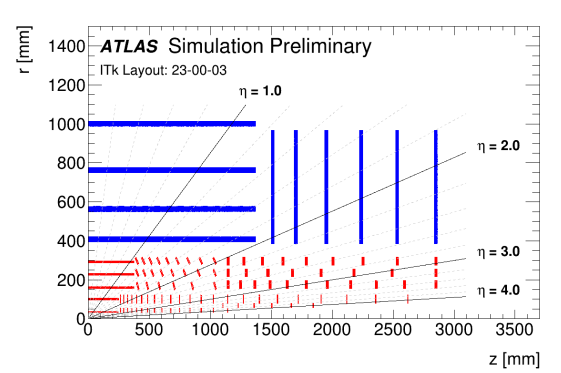 r [mm]
1400
1200
1000
800
600
400
200
0
ATLAS Simulation Preliminary
ITk Layout: 23-00-03
η = 1.0
η = 2.0
η = 3.0
η = 4.0
0 500 1000 1500 2000 2500 3000 3500
z [mm]